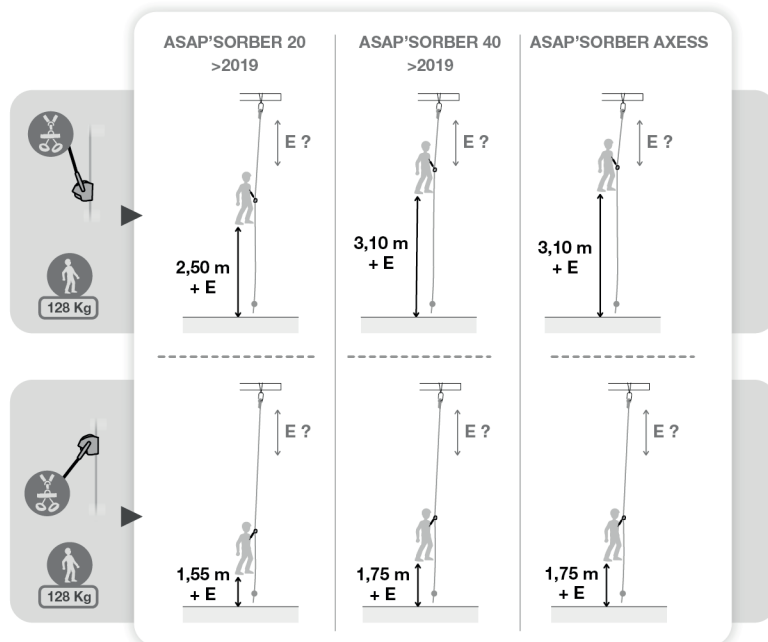 ASAP'SORBER 20
>2019
ASAP'SORBER 40
>2019
ASAP'SORBER AXESS
E ?
E ?
E ?
2,50 m
+ E
3,10 m
+ E
3,10 m
+ E
128 Kg
E ?
E ?
E ?
1,55 m
+ E
1,75 m
+ E
1,75 m
+ E
128 Kg